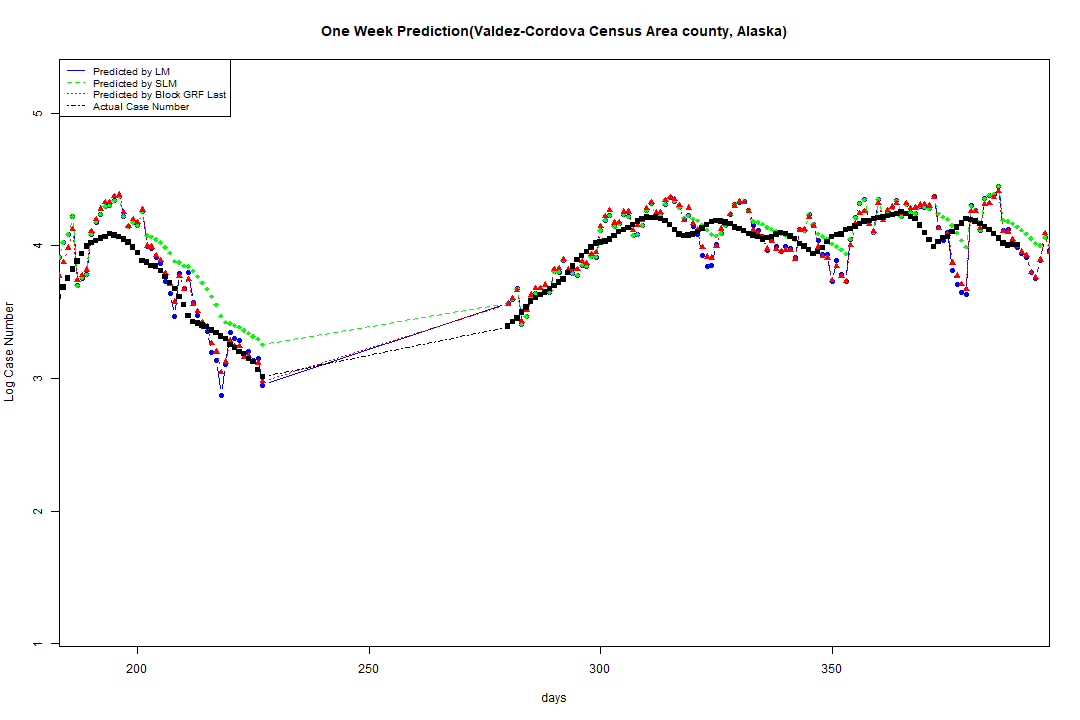 One Week Prediction(Valdez-Cordova Census Area county, Alaska)
Predicted by LM
Predicted by SLM
Predicted by Block GRF Last
Actual Case Number
5
4
3
2
1
Log Case Number
200
250
300
350
days